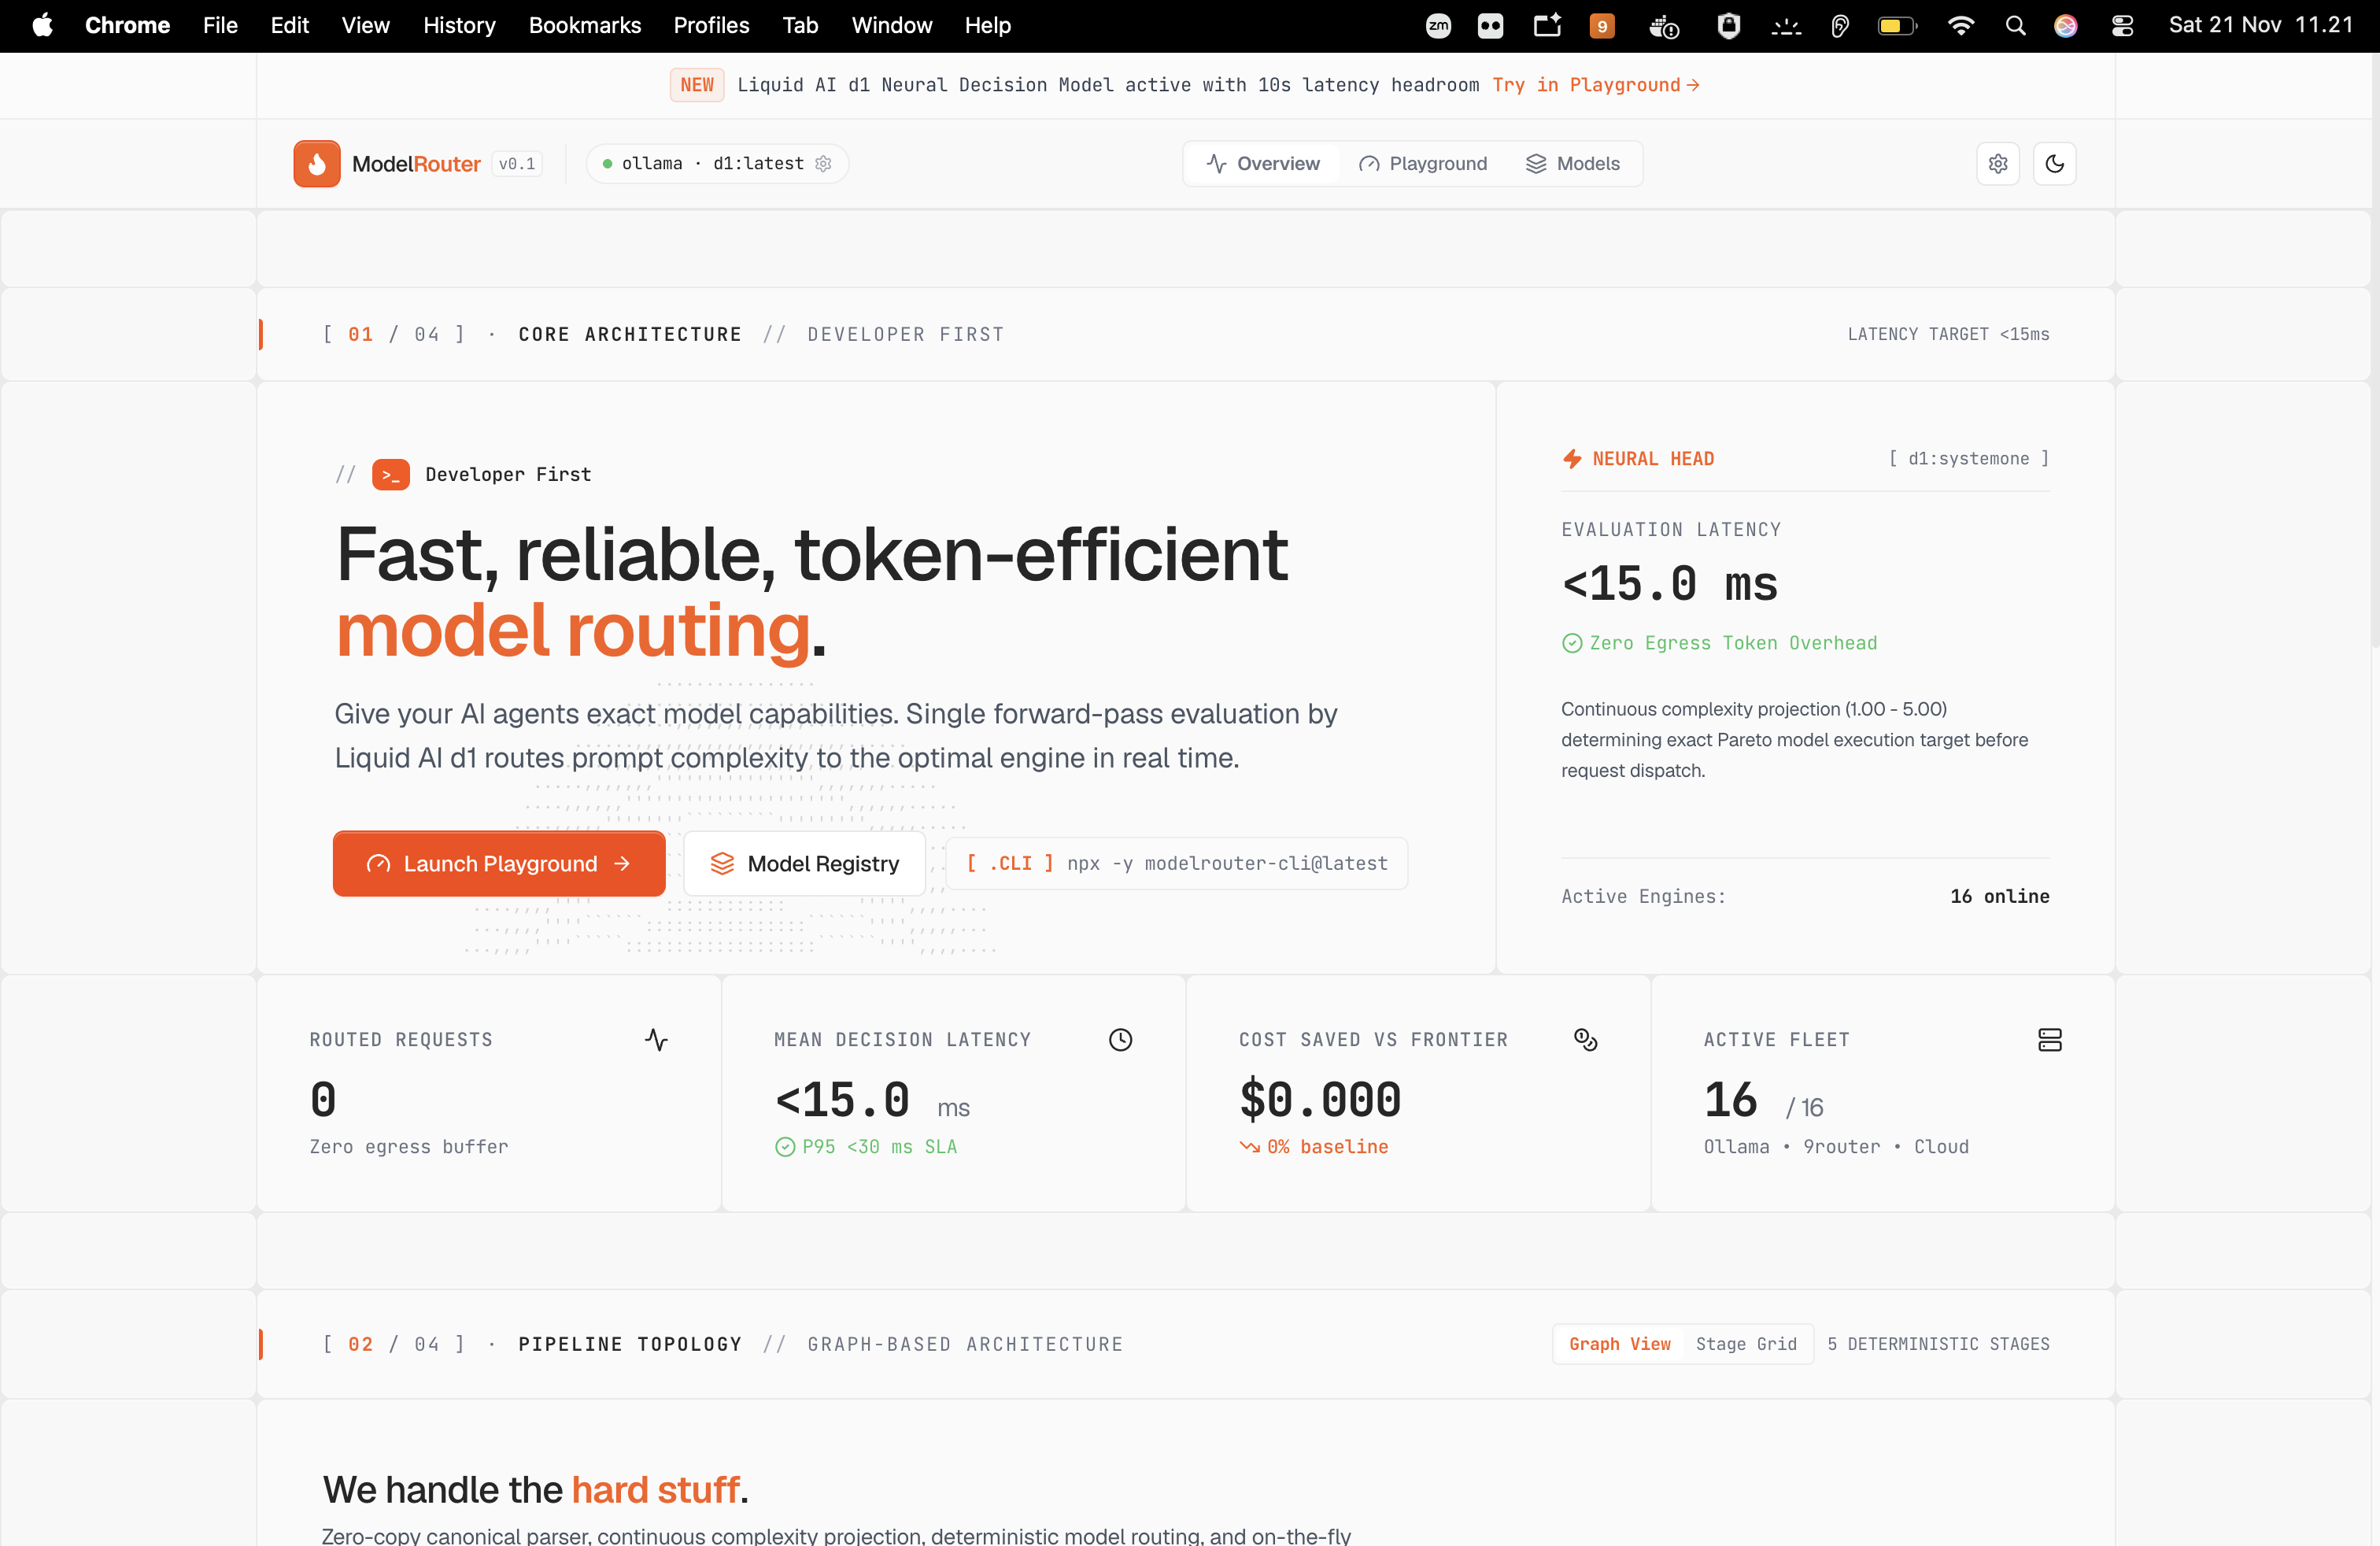 Chrome File Edit View History Bookmarks Profiles Tab Window Help zm 9 Sat 21 Nov 11.21
NEW Liquid AI d1 Neural Decision Model active with 10s latency headroom Try in Playground →
ModelRouter v0.1 ollama · d1:latest Overview Playground Models
[ 01 / 04 ] · CORE ARCHITECTURE // DEVELOPER FIRST LATENCY TARGET <15ms
// >_ Developer First
Fast, reliable, token-efficient
model routing.
Give your AI agents exact model capabilities. Single forward-pass evaluation by
Liquid AI d1 routes prompt complexity to the optimal engine in real time.
Launch Playground → Model Registry [ .CLI ] npx -y modelrouter-cli@latest
NEURAL HEAD [ d1:systemone ]
EVALUATION LATENCY
<15.0 ms
Zero Egress Token Overhead
Continuous complexity projection (1.00 - 5.00)
determining exact Pareto model execution target before
request dispatch.
Active Engines: 16 online
ROUTED REQUESTS
0
Zero egress buffer
MEAN DECISION LATENCY
<15.0 ms
P95 <30 ms SLA
COST SAVED VS FRONTIER
$0.000
0% baseline
ACTIVE FLEET
16 / 16
Ollama • 9router • Cloud
[ 02 / 04 ] · PIPELINE TOPOLOGY // GRAPH-BASED ARCHITECTURE Graph View Stage Grid 5 DETERMINISTIC STAGES
We handle the hard stuff.
Zero-copy canonical parser, continuous complexity projection, deterministic model routing, and on-the-fly